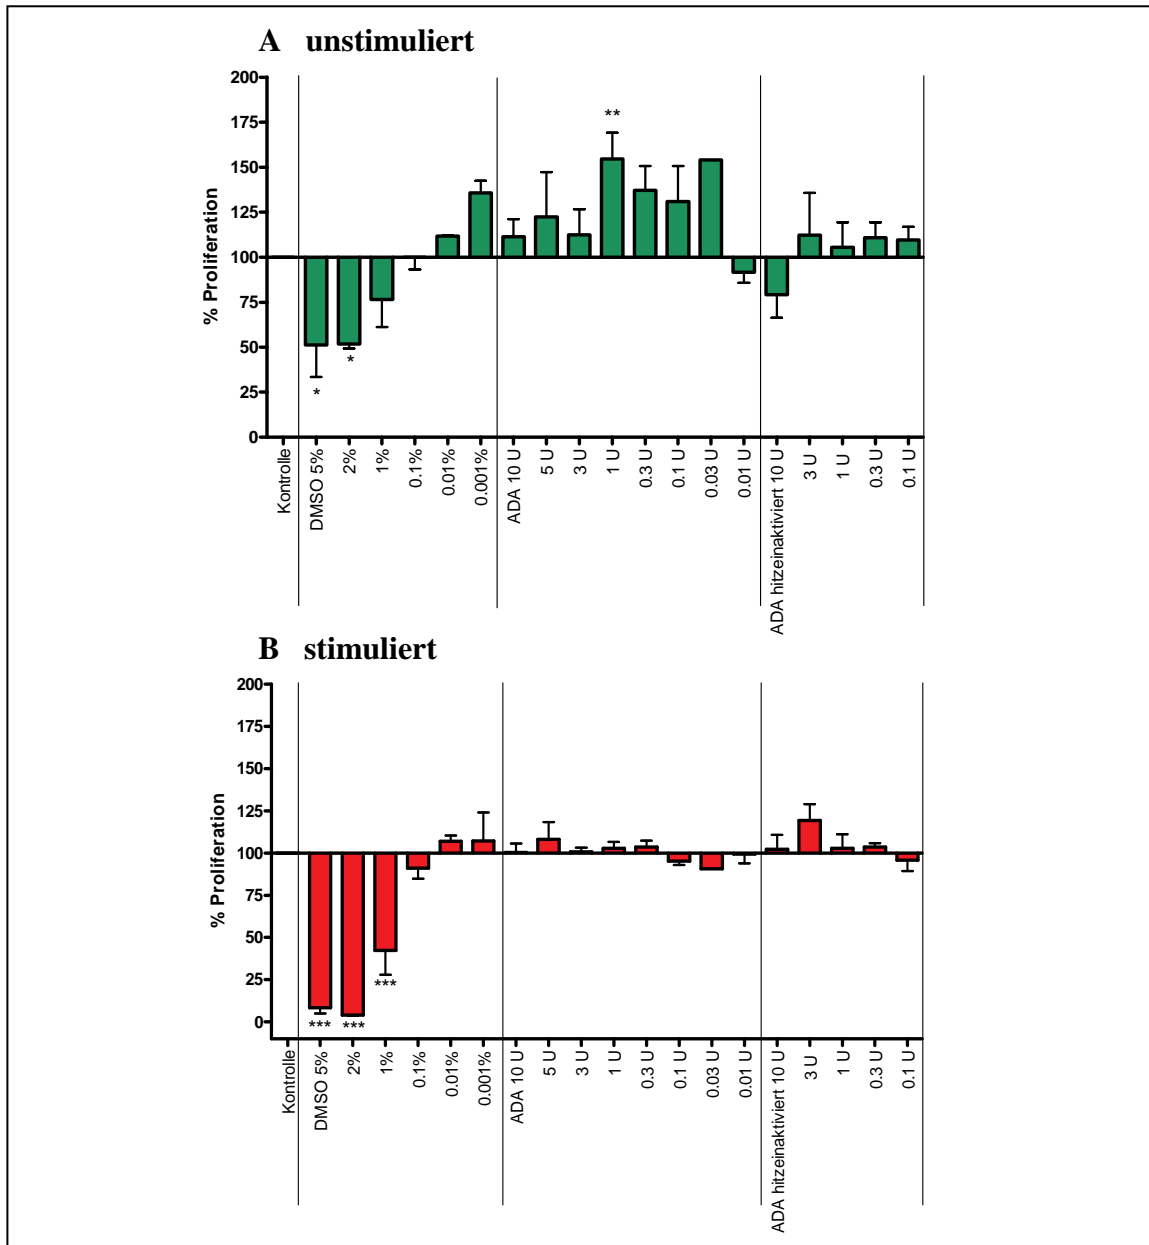 A unstimuliert
200
175
150
125
100
75
50
25
0
% Proliferation
**
*
*
Kontrolle
DMSO 5%
2%
1%
0.1%
0.01%
0.001%
ADA 10 U
5 U
3 U
1 U
0.3 U
0.1 U
0.03 U
0.01 U
ADA hitzeinaktiviert 10 U
3 U
1 U
0.3 U
0.1 U
B stimuliert
200
175
150
125
100
75
50
25
0
% Proliferation
***
***
***
Kontrolle
DMSO 5%
2%
1%
0.1%
0.01%
0.001%
ADA 10 U
5 U
3 U
1 U
0.3 U
0.1 U
0.03 U
0.01 U
ADA hitzeinaktiviert 10 U
3 U
1 U
0.3 U
0.1 U